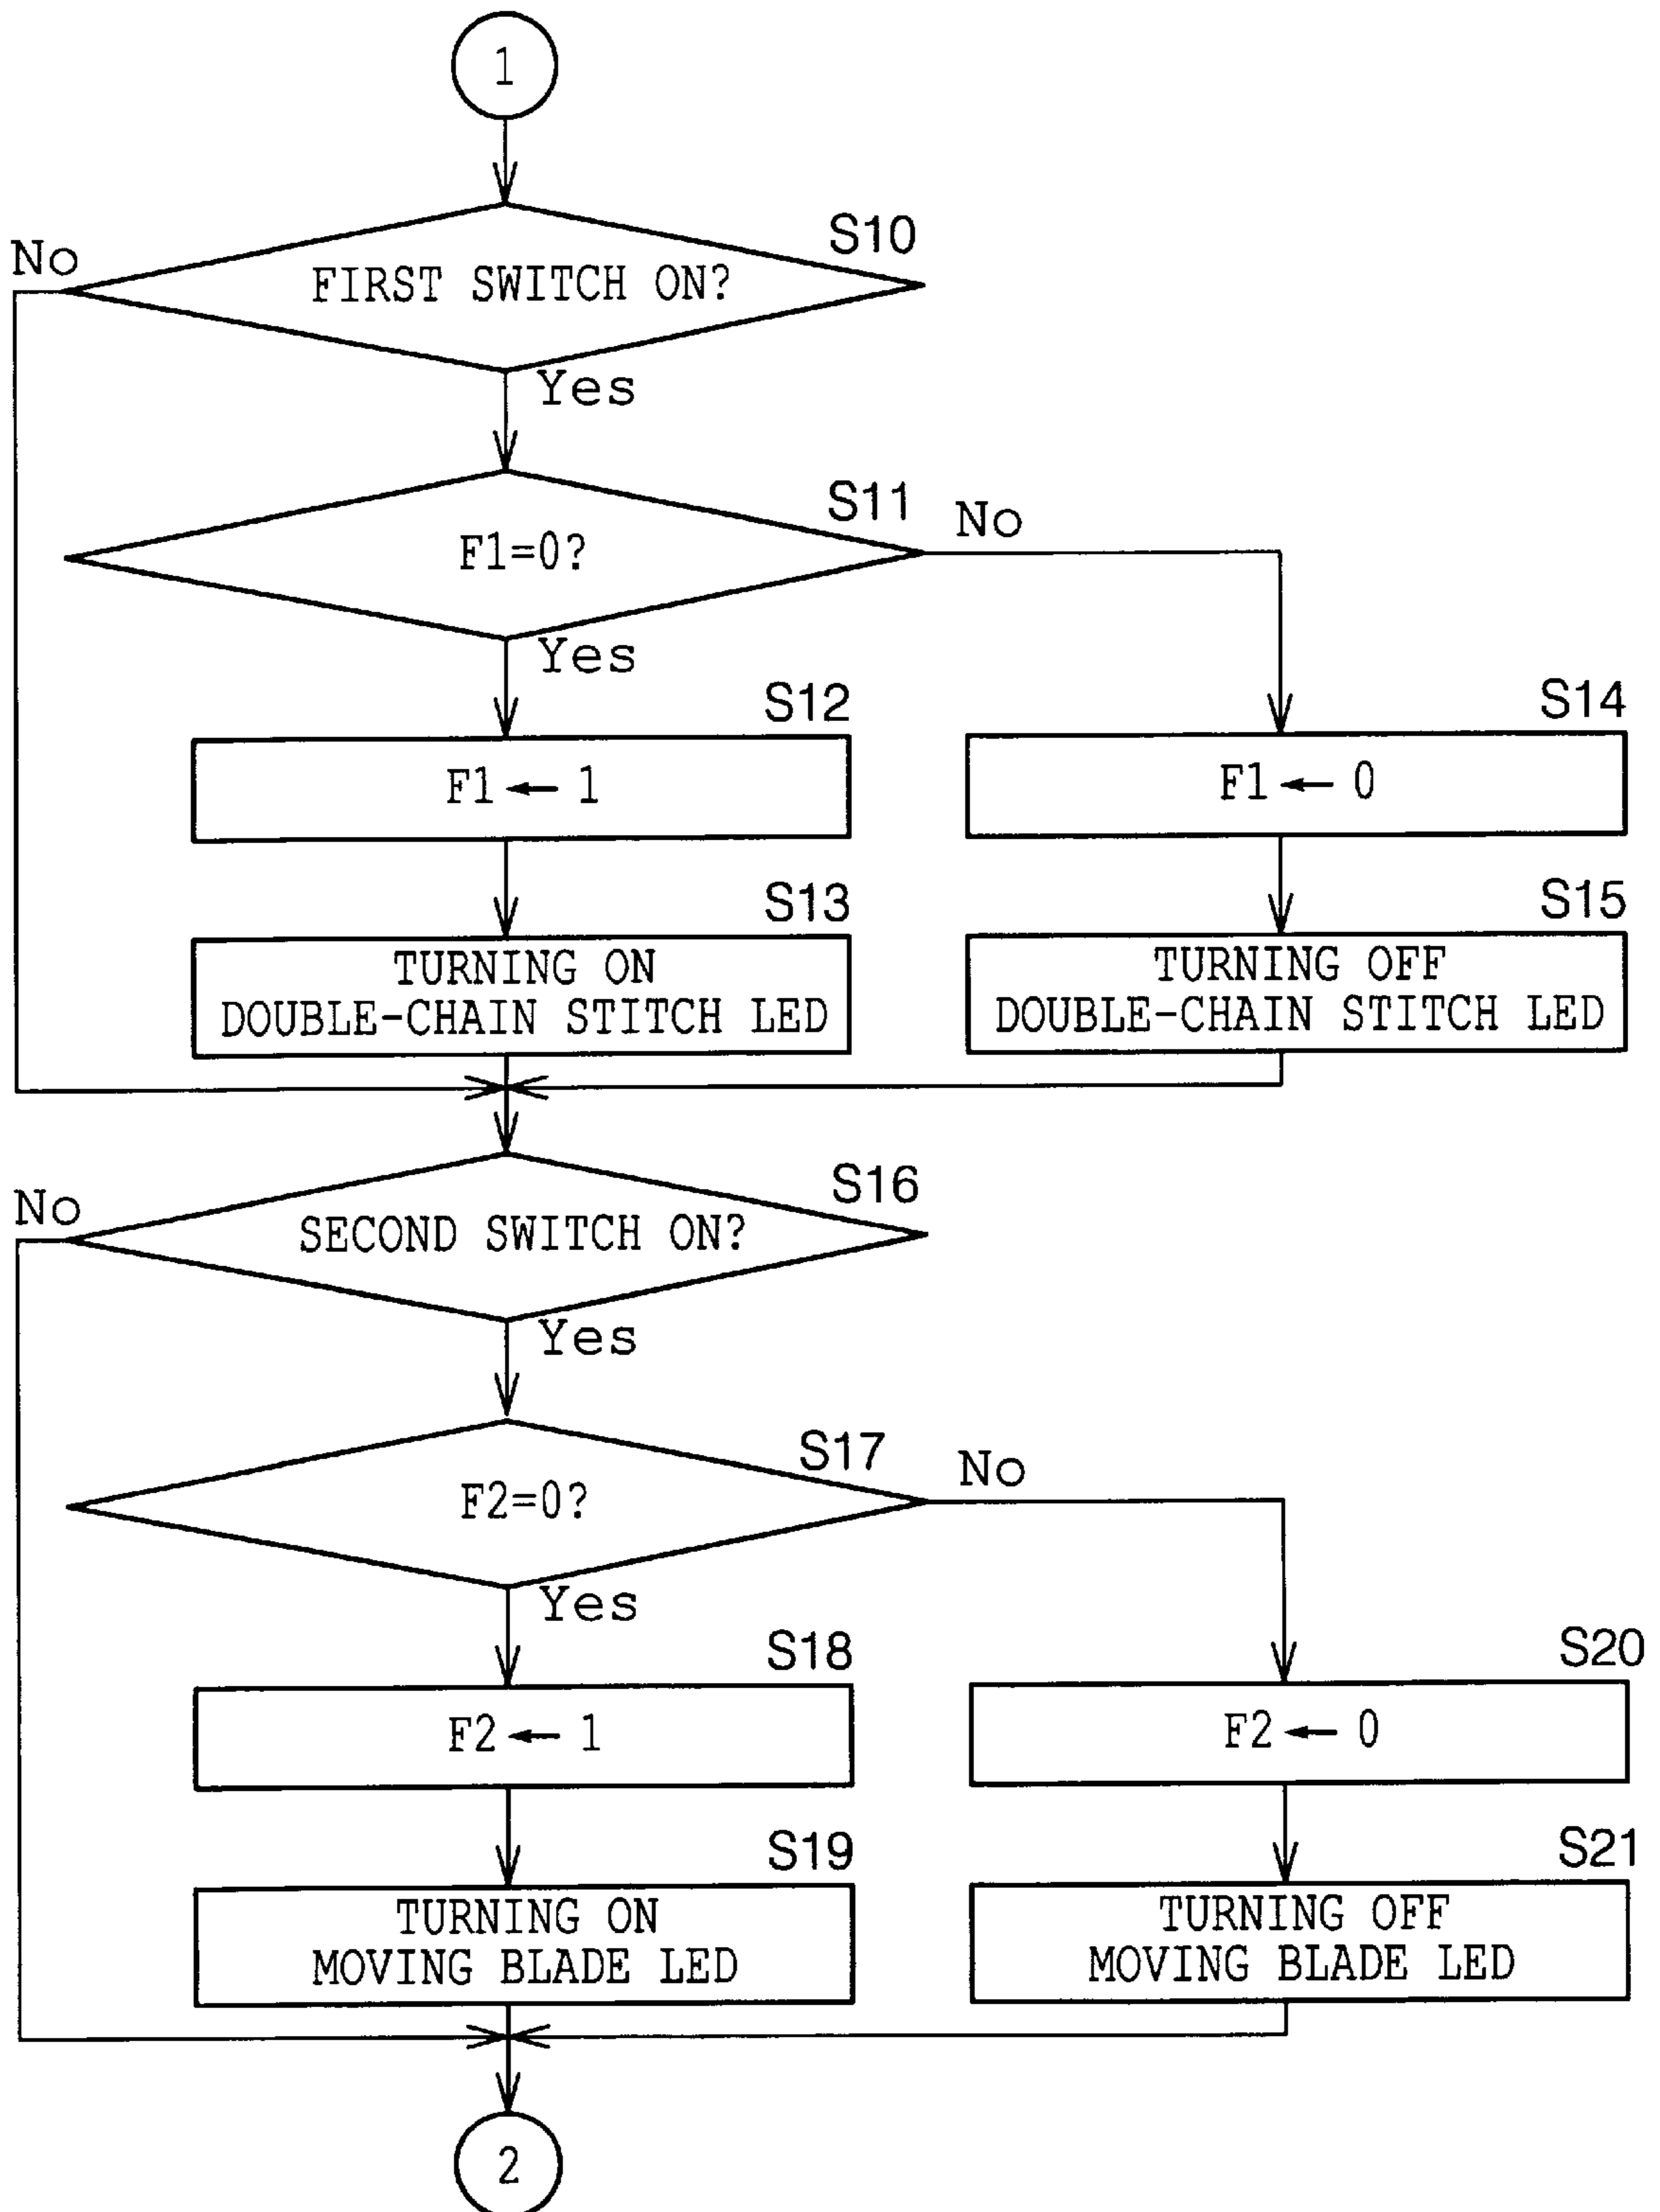 1
S10
No
FIRST SWITCH ON?
Yes
S11
No
F1=0?
Yes
S12
F1 ← 1
S14
F1 ← 0
S13
TURNING ON
DOUBLE-CHAIN STITCH LED
S15
TURNING OFF
DOUBLE-CHAIN STITCH LED
S16
No
SECOND SWITCH ON?
Yes
S17
No
F2=0?
Yes
S18
F2 ← 1
S20
F2 ← 0
S19
TURNING ON
MOVING BLADE LED
S21
TURNING OFF
MOVING BLADE LED
2